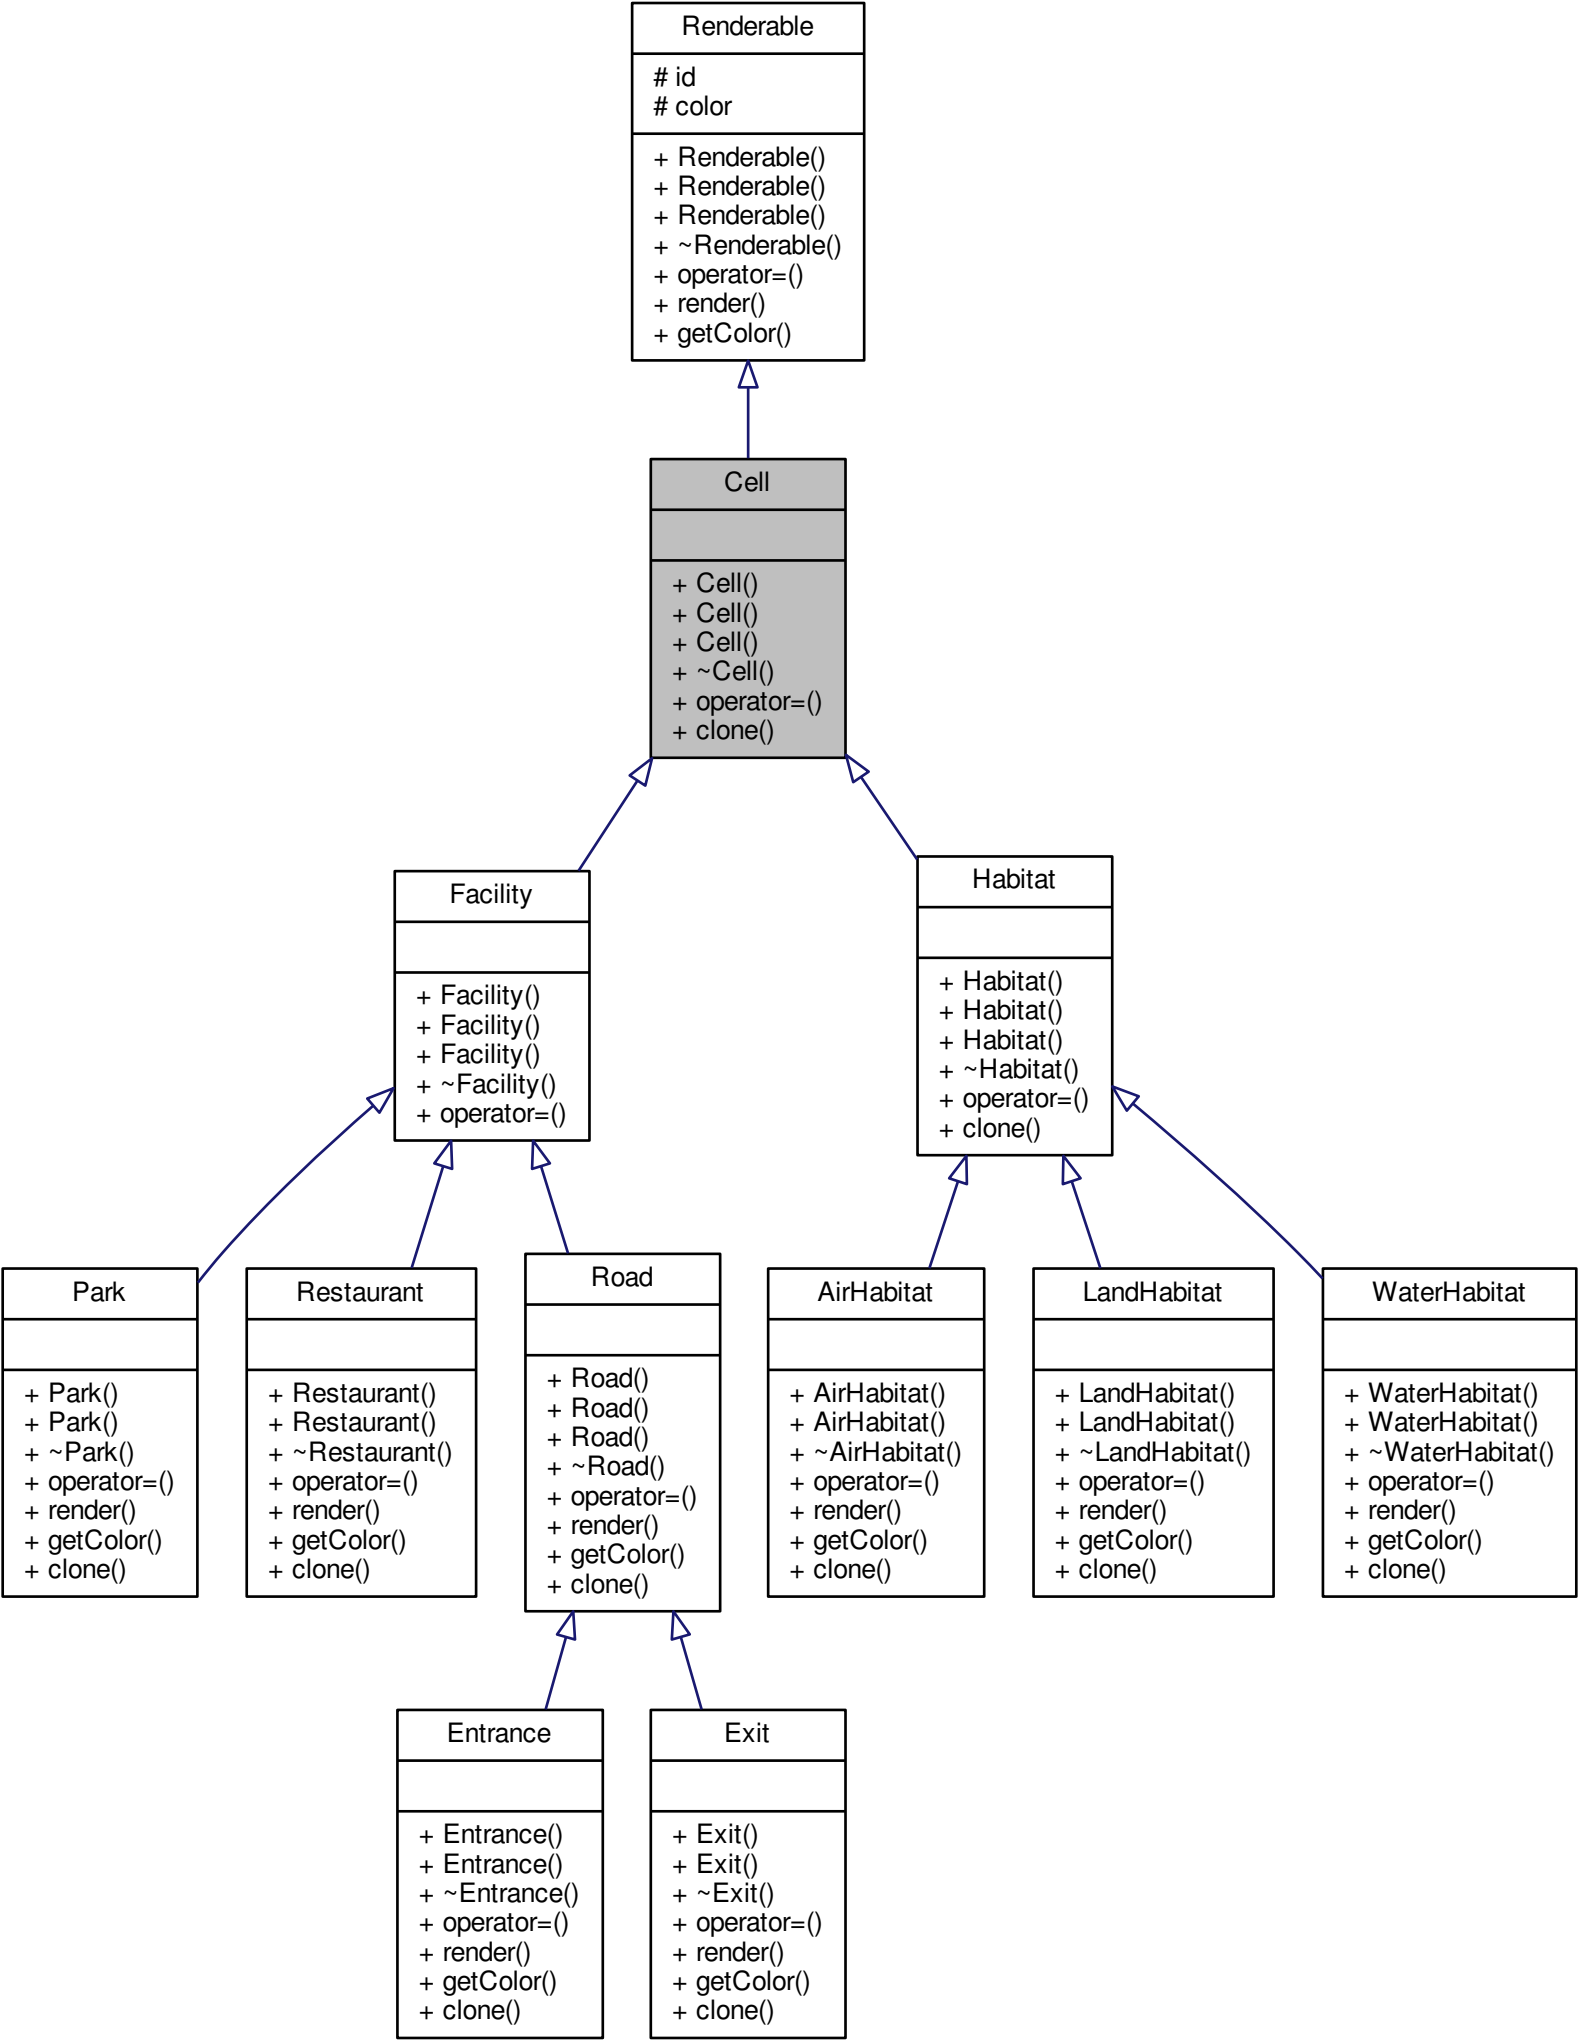 Renderable
# id
# color
+ Renderable()
+ Renderable()
+ Renderable()
+ ~Renderable()
+ operator=()
+ render()
+ getColor()
Cell
+ Cell()
+ Cell()
+ Cell()
+ ~Cell()
+ operator=()
+ clone()
Facility
+ Facility()
+ Facility()
+ Facility()
+ ~Facility()
+ operator=()
Habitat
+ Habitat()
+ Habitat()
+ Habitat()
+ ~Habitat()
+ operator=()
+ clone()
Park
+ Park()
+ Park()
+ ~Park()
+ operator=()
+ render()
+ getColor()
+ clone()
Restaurant
+ Restaurant()
+ Restaurant()
+ ~Restaurant()
+ operator=()
+ render()
+ getColor()
+ clone()
Road
+ Road()
+ Road()
+ Road()
+ ~Road()
+ operator=()
+ render()
+ getColor()
+ clone()
AirHabitat
+ AirHabitat()
+ AirHabitat()
+ ~AirHabitat()
+ operator=()
+ render()
+ getColor()
+ clone()
LandHabitat
+ LandHabitat()
+ LandHabitat()
+ ~LandHabitat()
+ operator=()
+ render()
+ getColor()
+ clone()
WaterHabitat
+ WaterHabitat()
+ WaterHabitat()
+ ~WaterHabitat()
+ operator=()
+ render()
+ getColor()
+ clone()
Entrance
+ Entrance()
+ Entrance()
+ ~Entrance()
+ operator=()
+ render()
+ getColor()
+ clone()
Exit
+ Exit()
+ Exit()
+ ~Exit()
+ operator=()
+ render()
+ getColor()
+ clone()